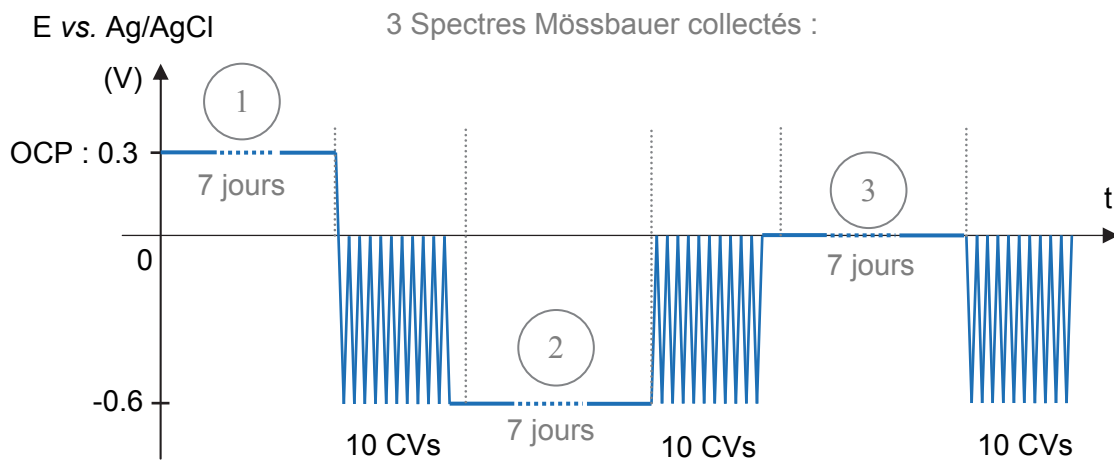 E vs. Ag/AgCl
3 Spectres Mössbauer collectés :
(V)
1
OCP : 0.3
7 jours
3
t
0
7 jours
2
-0.6
7 jours
10 CVs
10 CVs
10 CVs